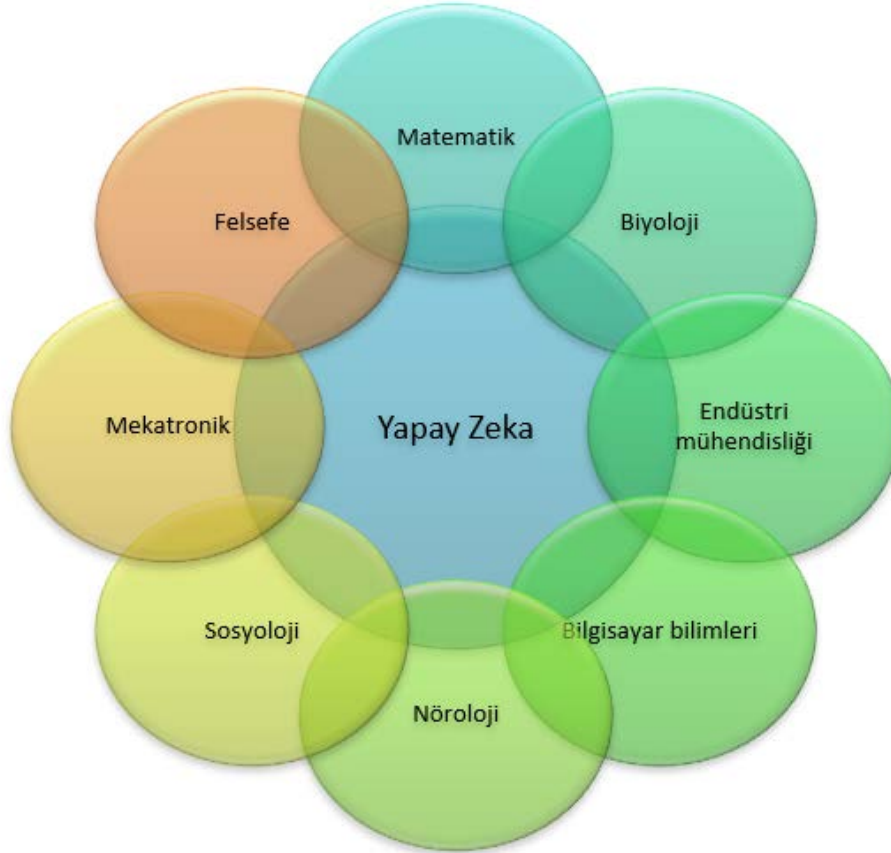 Matematik
Felsefe
Biyoloji
Mekatronik
Yapay Zeka
Endüstri
mühendisliği
Sosyoloji
Bilgisayar bilimleri
Nöroloji